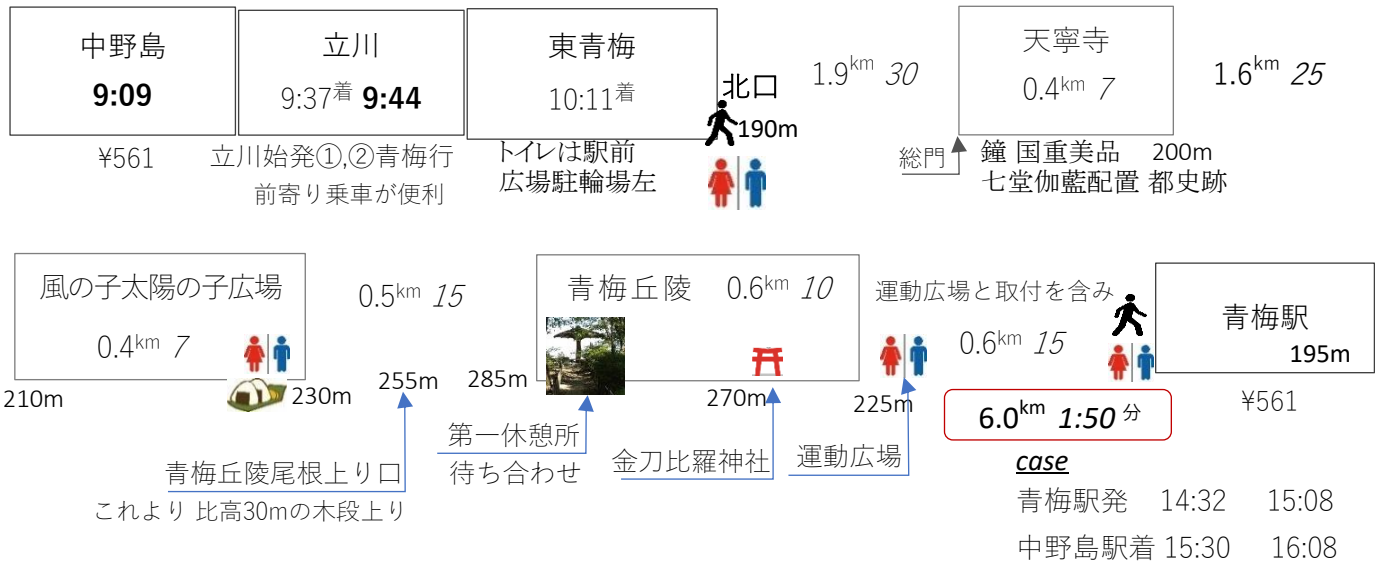 中野島
9:09
¥561
立川
9:37着 9:44
立川始発①,②青梅行
前寄り乗車が便利
東青梅
10:11着
トイレは駅前
広場駐輪場左
北口
190m
1.9km 30
天寧寺
0.4km 7
総門
鐘 国重美品 200m
七堂伽藍配置 都史跡
1.6km 25
風の子太陽の子広場
0.4km 7
210m
230m
0.5km 15
255m
青梅丘陵尾根上り口
これより 比高30mの木段上り
285m
青梅丘陵 0.6km 10
第一休憩所
待ち合わせ
270m
金刀比羅神社
225m
運動広場
運動広場と取付を含み
0.6km 15
青梅駅
195m
¥561
6.0km 1:50 分
case
青梅駅発 14:32 15:08
中野島駅着 15:30 16:08